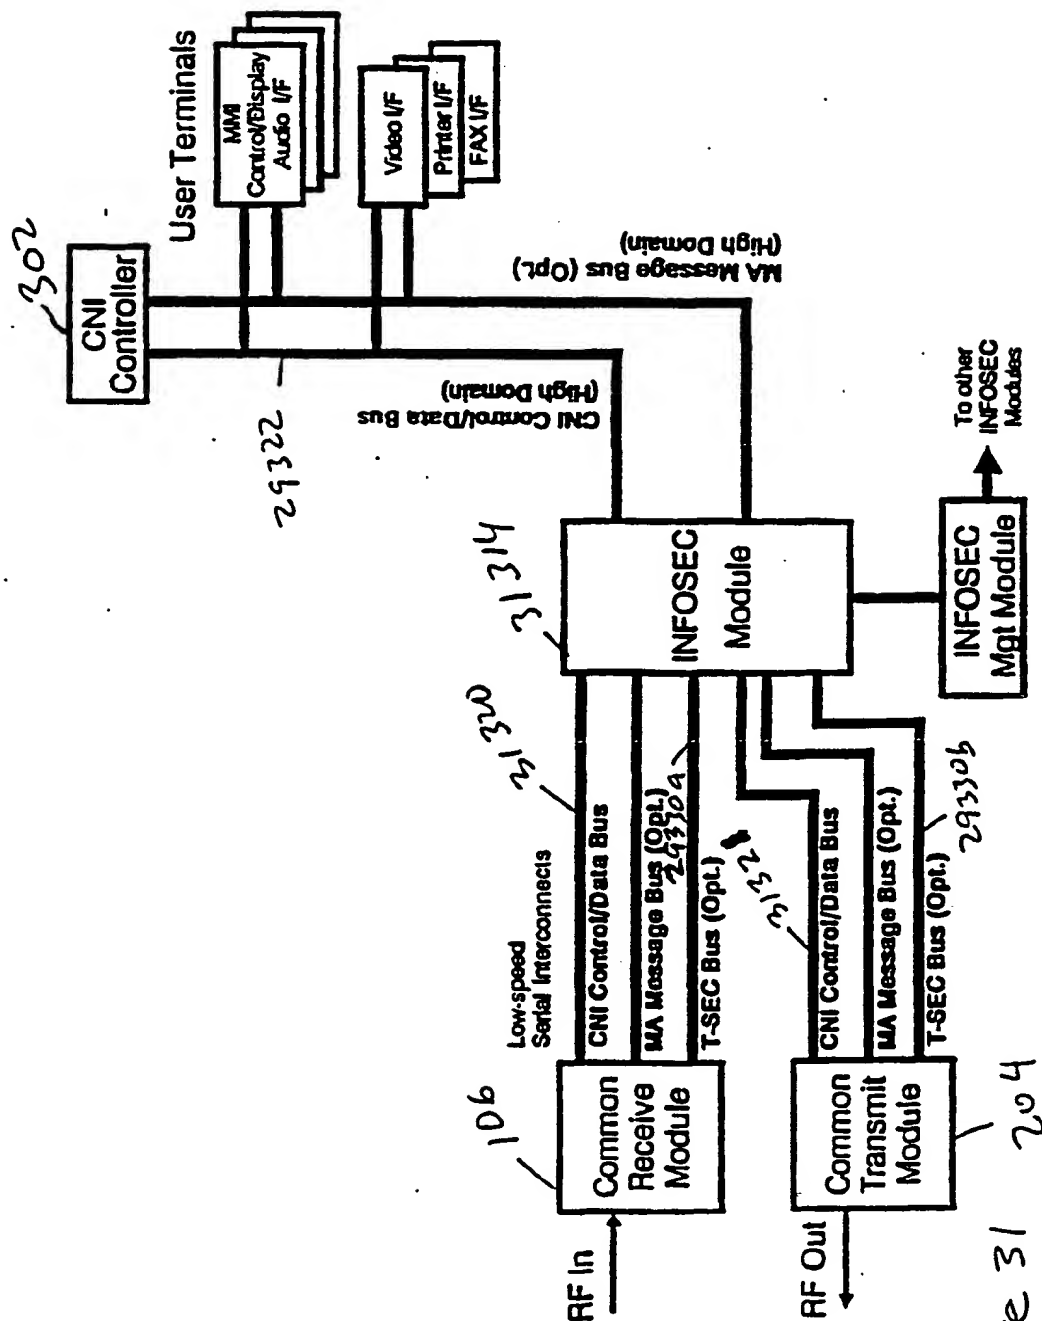 302
CNI
Controller
User Terminals
MMI
Control/Display
Audio I/F
Video I/F
Printer I/F
FAX I/F
29322
CNI Control/Data Bus
(High Domain)
MA Message Bus (Opt.)
(High Domain)
31314
INFOSEC
Module
INFOSEC
Mgt Module
To other
INFOSEC
Modules
31320
Low-speed
Serial Interconnects
CNI Control/Data Bus
MA Message Bus (Opt.)
29330a
T-SEC Bus (Opt.)
3132
CNI Control/Data Bus
MA Message Bus (Opt.)
T-SEC Bus (Opt.)
29330b
106
Common
Receive
Module
RF In
Common
Transmit
Module
204
RF Out
e 31